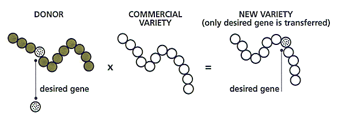 DONOR
COMMERCIAL
VARIETY
NEW VARIETY
(only desired gene is transferred)
x
=
desired gene
desired gene